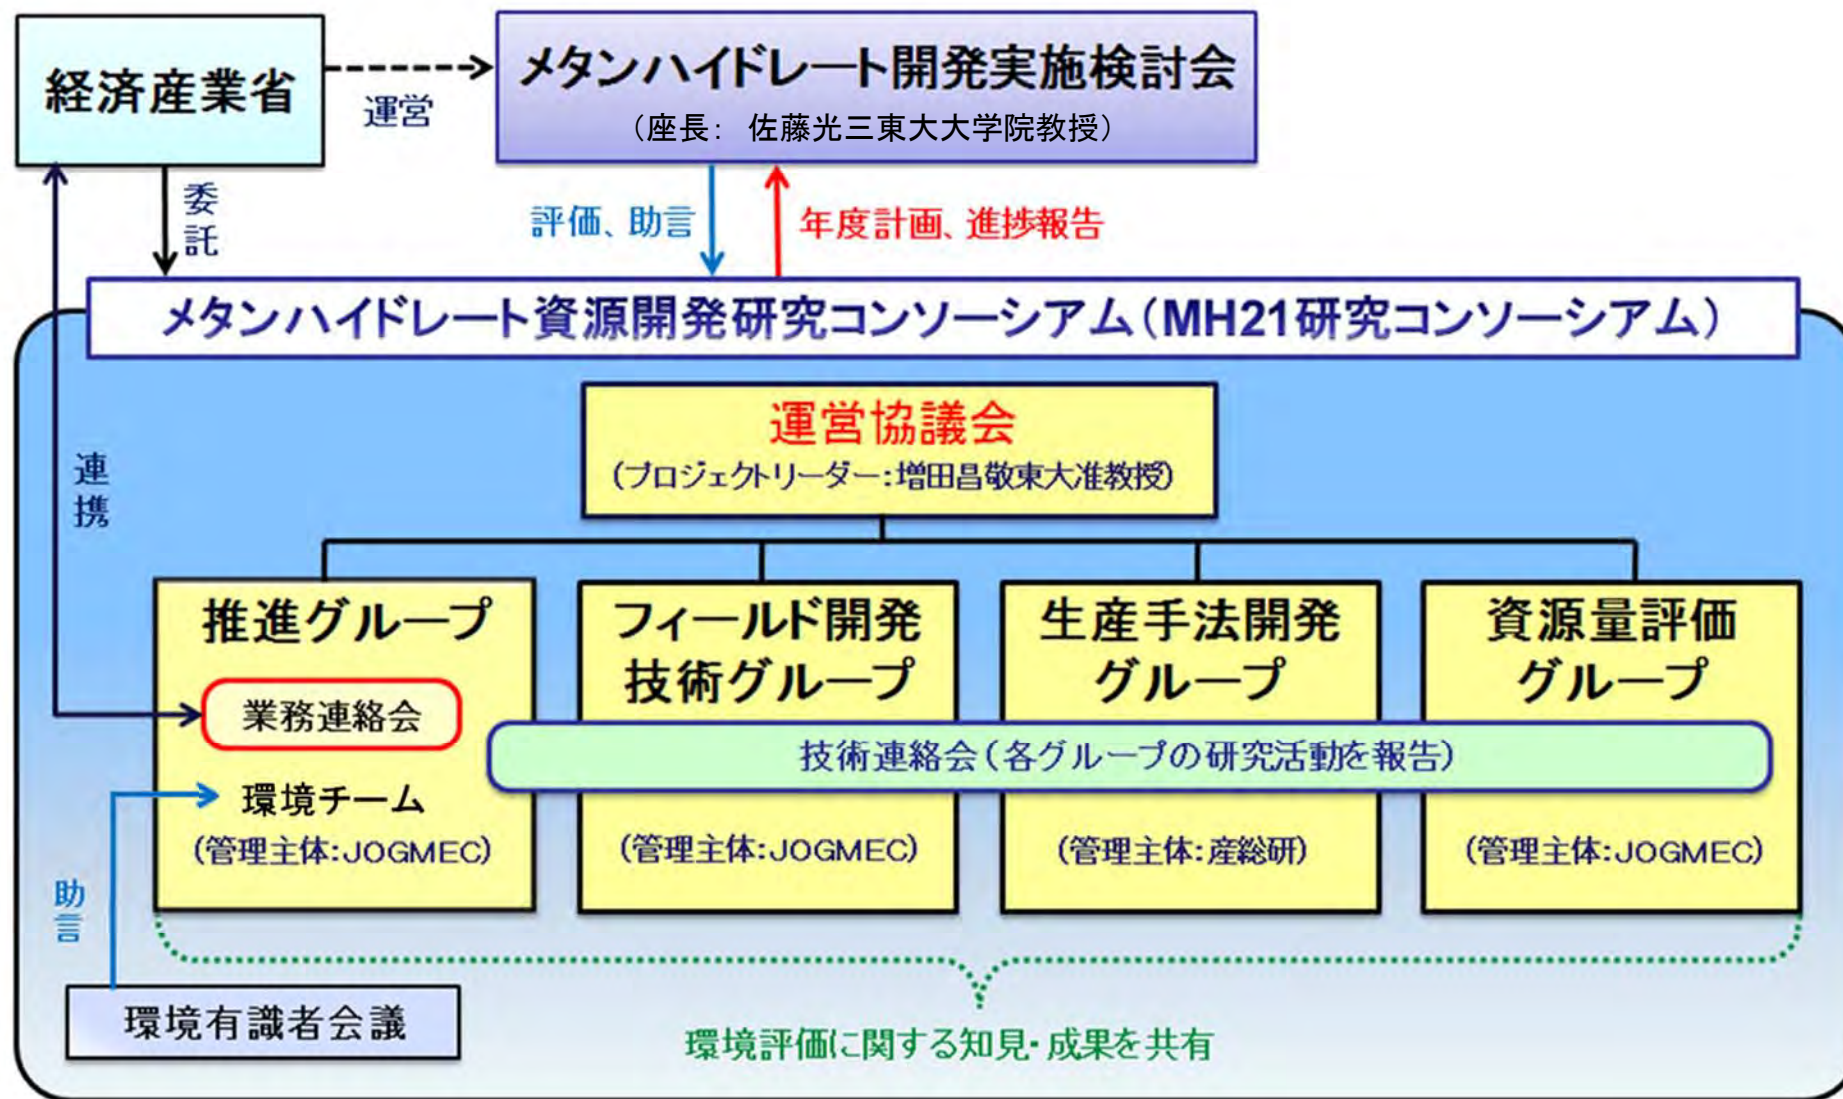 経済産業省
運営
メタンハイドレート開発実施検討会
（座長： 佐藤光三東大大学院教授）
委託
評価、助言
年度計画、進捗報告
メタンハイドレート資源開発研究コンソーシアム（MH21研究コンソーシアム）
連携
運営協議会
（プロジェクトリーダー：増田昌敬東大准教授）
推進グループ
業務連絡会
環境チーム
（管理主体：JOGMEC）
フィールド開発
技術グループ
（管理主体：JOGMEC）
生産手法開発
グループ
（管理主体：産総研）
資源量評価
グループ
（管理主体：JOGMEC）
技術連絡会（各グループの研究活動を報告）
助言
環境有識者会議
環境評価に関する知見・成果を共有